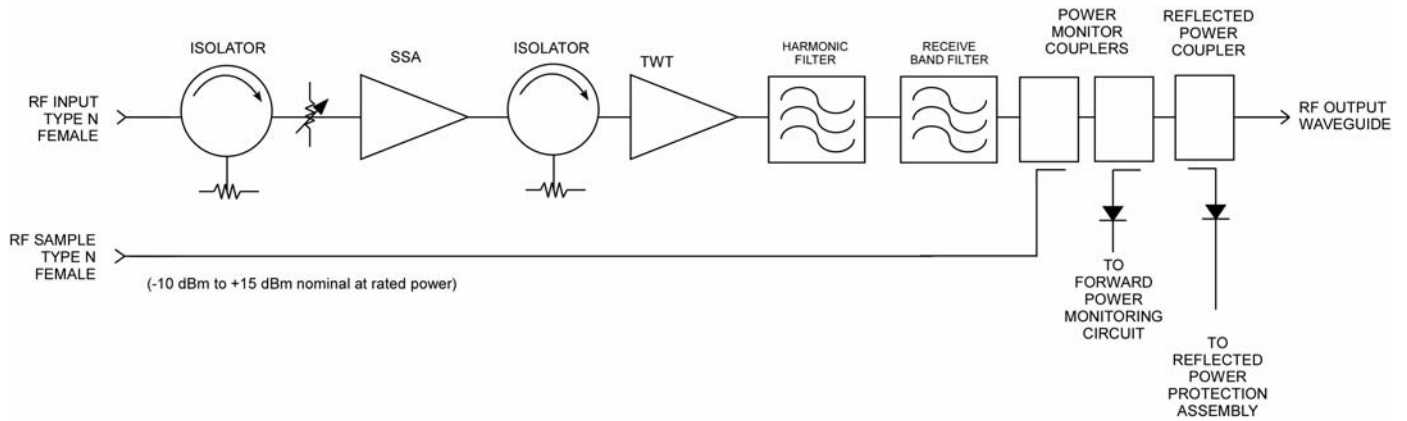 ISOLATOR
SSA
ISOLATOR
TWT
HARMONIC
FILTER
RECEIVE
BAND FILTER
POWER
MONITOR
COUPLERS
REFLECTED
POWER
COUPLER
RF INPUT
TYPE N
FEMALE
RF OUTPUT
WAVEGUIDE
RF SAMPLE
TYPE N
FEMALE
(-10 dBm to +15 dBm nominal at rated power)
TO
FORWARD
POWER
MONITORING
CIRCUIT
TO
REFLECTED
POWER
PROTECTION
ASSEMBLY